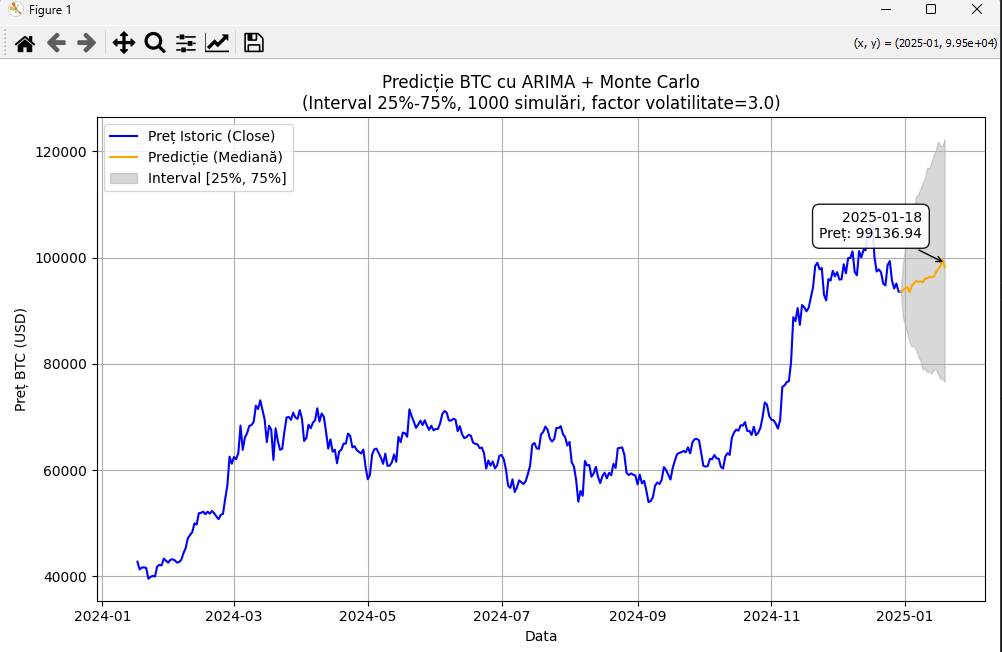 Figure 1
(x, y) = (2025-01, 9.95e+04)
Predicție BTC cu ARIMA + Monte Carlo
(Interval 25%-75%, 1000 simulări, factor volatilitate=3.0)
Preț Istoric (Close)
Predicție (Mediană)
Interval [25%, 75%]
2025-01-18
Preț: 99136.94
Preț BTC (USD)
120000
100000
80000
60000
40000
2024-01
2024-03
2024-05
2024-07
2024-09
2024-11
2025-01
Data